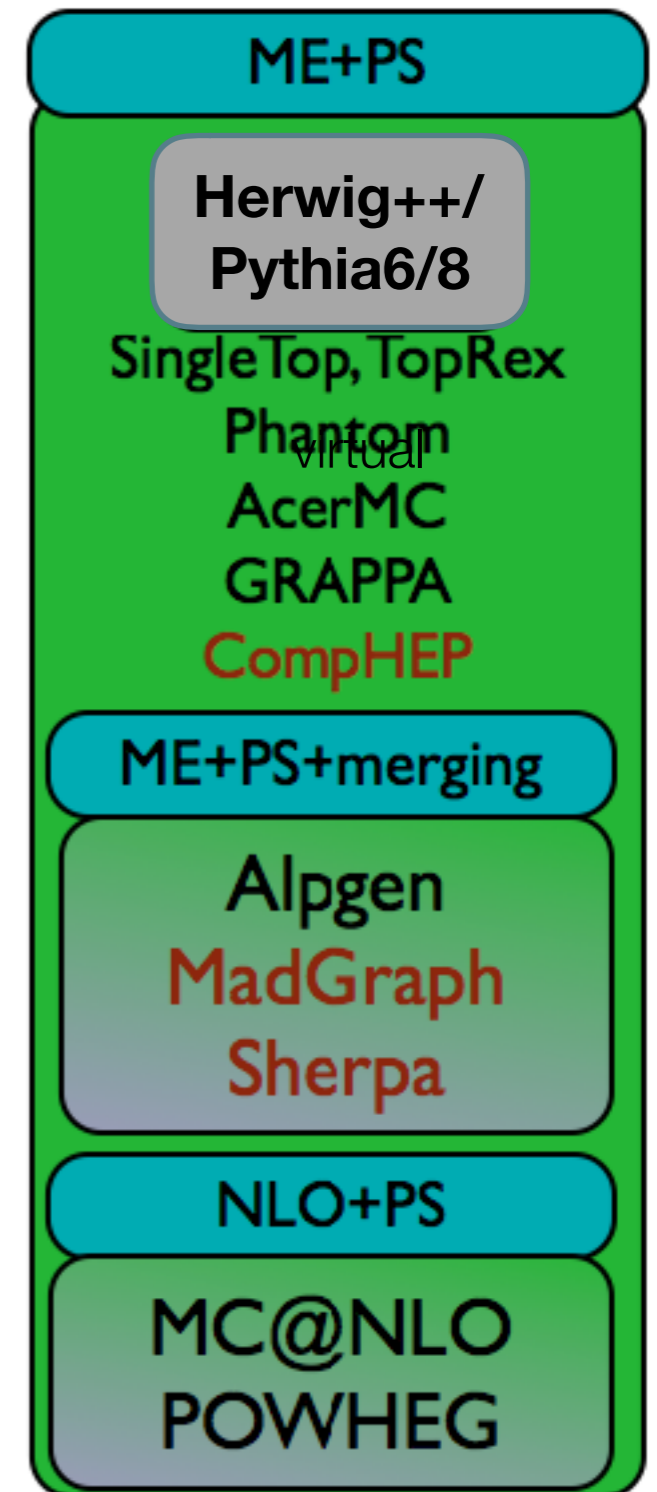 ME+PS
Herwig++/
Pythia6/8
SingleTop, TopRex
Phantom
virtual
AcerMC
GRAPPA
CompHEP
ME+PS+merging
Alpgen
MadGraph
Sherpa
NLO+PS
MC@NLO
POWHEG